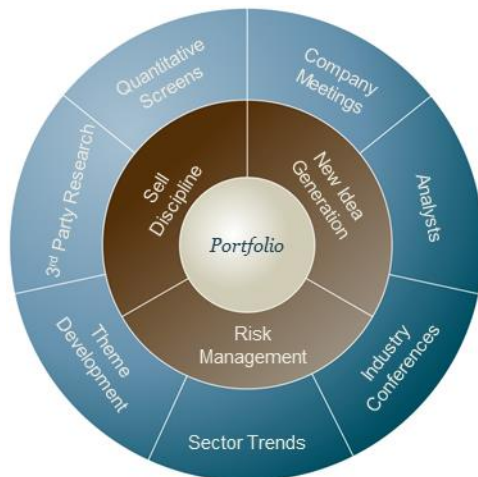 Quantitative
Screens
Company
Meetings
Analysts
Industry
Conferences
Sector Trends
Theme
Development
3rd Party Research
Sell
Discipline
New Idea
Generation
Risk
Management
Portfolio